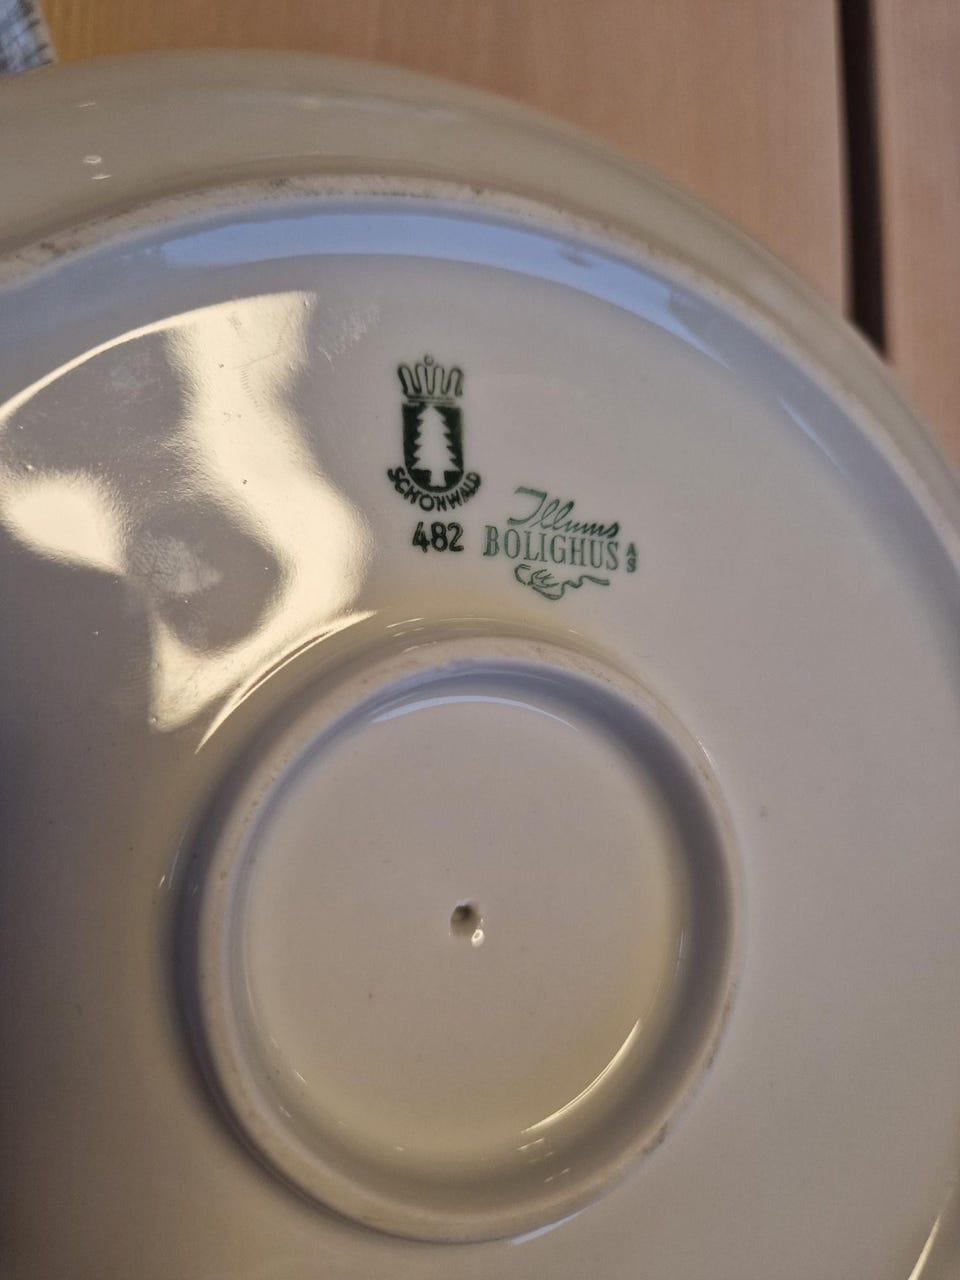 SCHÖNWALD
482
Illums
BOLIGHUS A/S